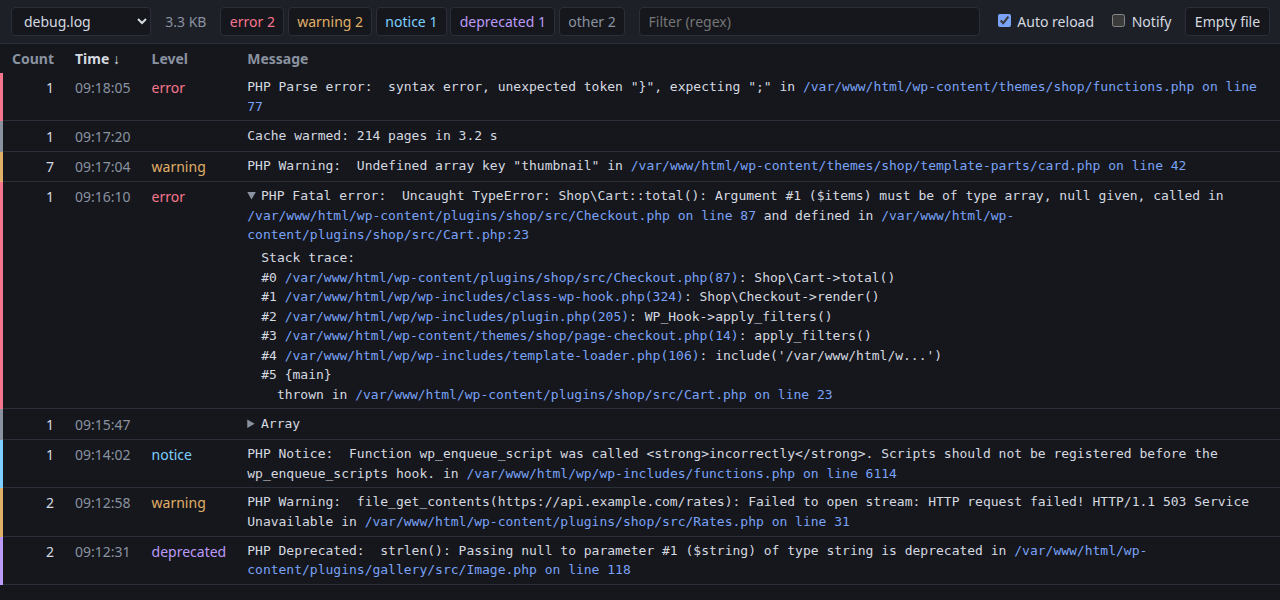 debug.log 3.3 KB error 2 warning 2 notice 1 deprecated 1 other 2 Filter (regex) Auto reload Notify Empty file
Count Time ↓ Level Message
1 09:18:05 error PHP Parse error:  syntax error, unexpected token "}", expecting ";" in /var/www/html/wp-content/themes/shop/functions.php on line
77
1 09:17:20 Cache warmed: 214 pages in 3.2 s
7 09:17:04 warning PHP Warning:  Undefined array key "thumbnail" in /var/www/html/wp-content/themes/shop/template-parts/card.php on line 42
1 09:16:10 error ▼ PHP Fatal error:  Uncaught TypeError: Shop\Cart::total(): Argument #1 ($items) must be of type array, null given, called in
/var/www/html/wp-content/plugins/shop/src/Checkout.php on line 87 and defined in /var/www/html/wp-
content/plugins/shop/src/Cart.php:23
Stack trace:
#0 /var/www/html/wp-content/plugins/shop/src/Checkout.php(87): Shop\Cart->total()
#1 /var/www/html/wp/wp-includes/class-wp-hook.php(324): Shop\Checkout->render()
#2 /var/www/html/wp/wp-includes/plugin.php(205): WP_Hook->apply_filters()
#3 /var/www/html/wp-content/themes/shop/page-checkout.php(14): apply_filters()
#4 /var/www/html/wp/wp-includes/template-loader.php(106): include('/var/www/html/w...')
#5 {main}
  thrown in /var/www/html/wp-content/plugins/shop/src/Cart.php on line 23
1 09:15:47 ▶ Array
1 09:14:02 notice PHP Notice:  Function wp_enqueue_script was called <strong>incorrectly</strong>. Scripts should not be registered before the
wp_enqueue_scripts hook. in /var/www/html/wp/wp-includes/functions.php on line 6114
2 09:12:58 warning PHP Warning:  file_get_contents(https://api.example.com/rates): Failed to open stream: HTTP request failed! HTTP/1.1 503 Service
Unavailable in /var/www/html/wp-content/plugins/shop/src/Rates.php on line 31
2 09:12:31 deprecated PHP Deprecated:  strlen(): Passing null to parameter #1 ($string) of type string is deprecated in /var/www/html/wp-
content/plugins/gallery/src/Image.php on line 118